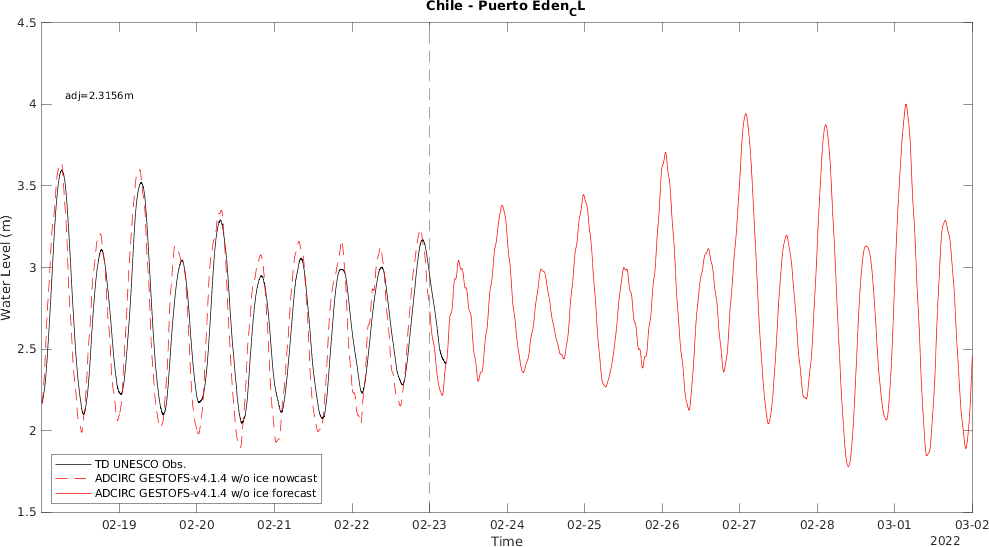 Chile - Puerto Eden_CL
4.5
4
3.5
3
2.5
2
1.5
Water Level (m)
adj=2.3156m
TD UNESCO Obs.
ADCIRC GESTOFS-v4.1.4 w/o ice nowcast
ADCIRC GESTOFS-v4.1.4 w/o ice forecast
02-19 02-20 02-21 02-22 02-23 02-24 02-25 02-26 02-27 02-28 03-01 03-02
Time
2022